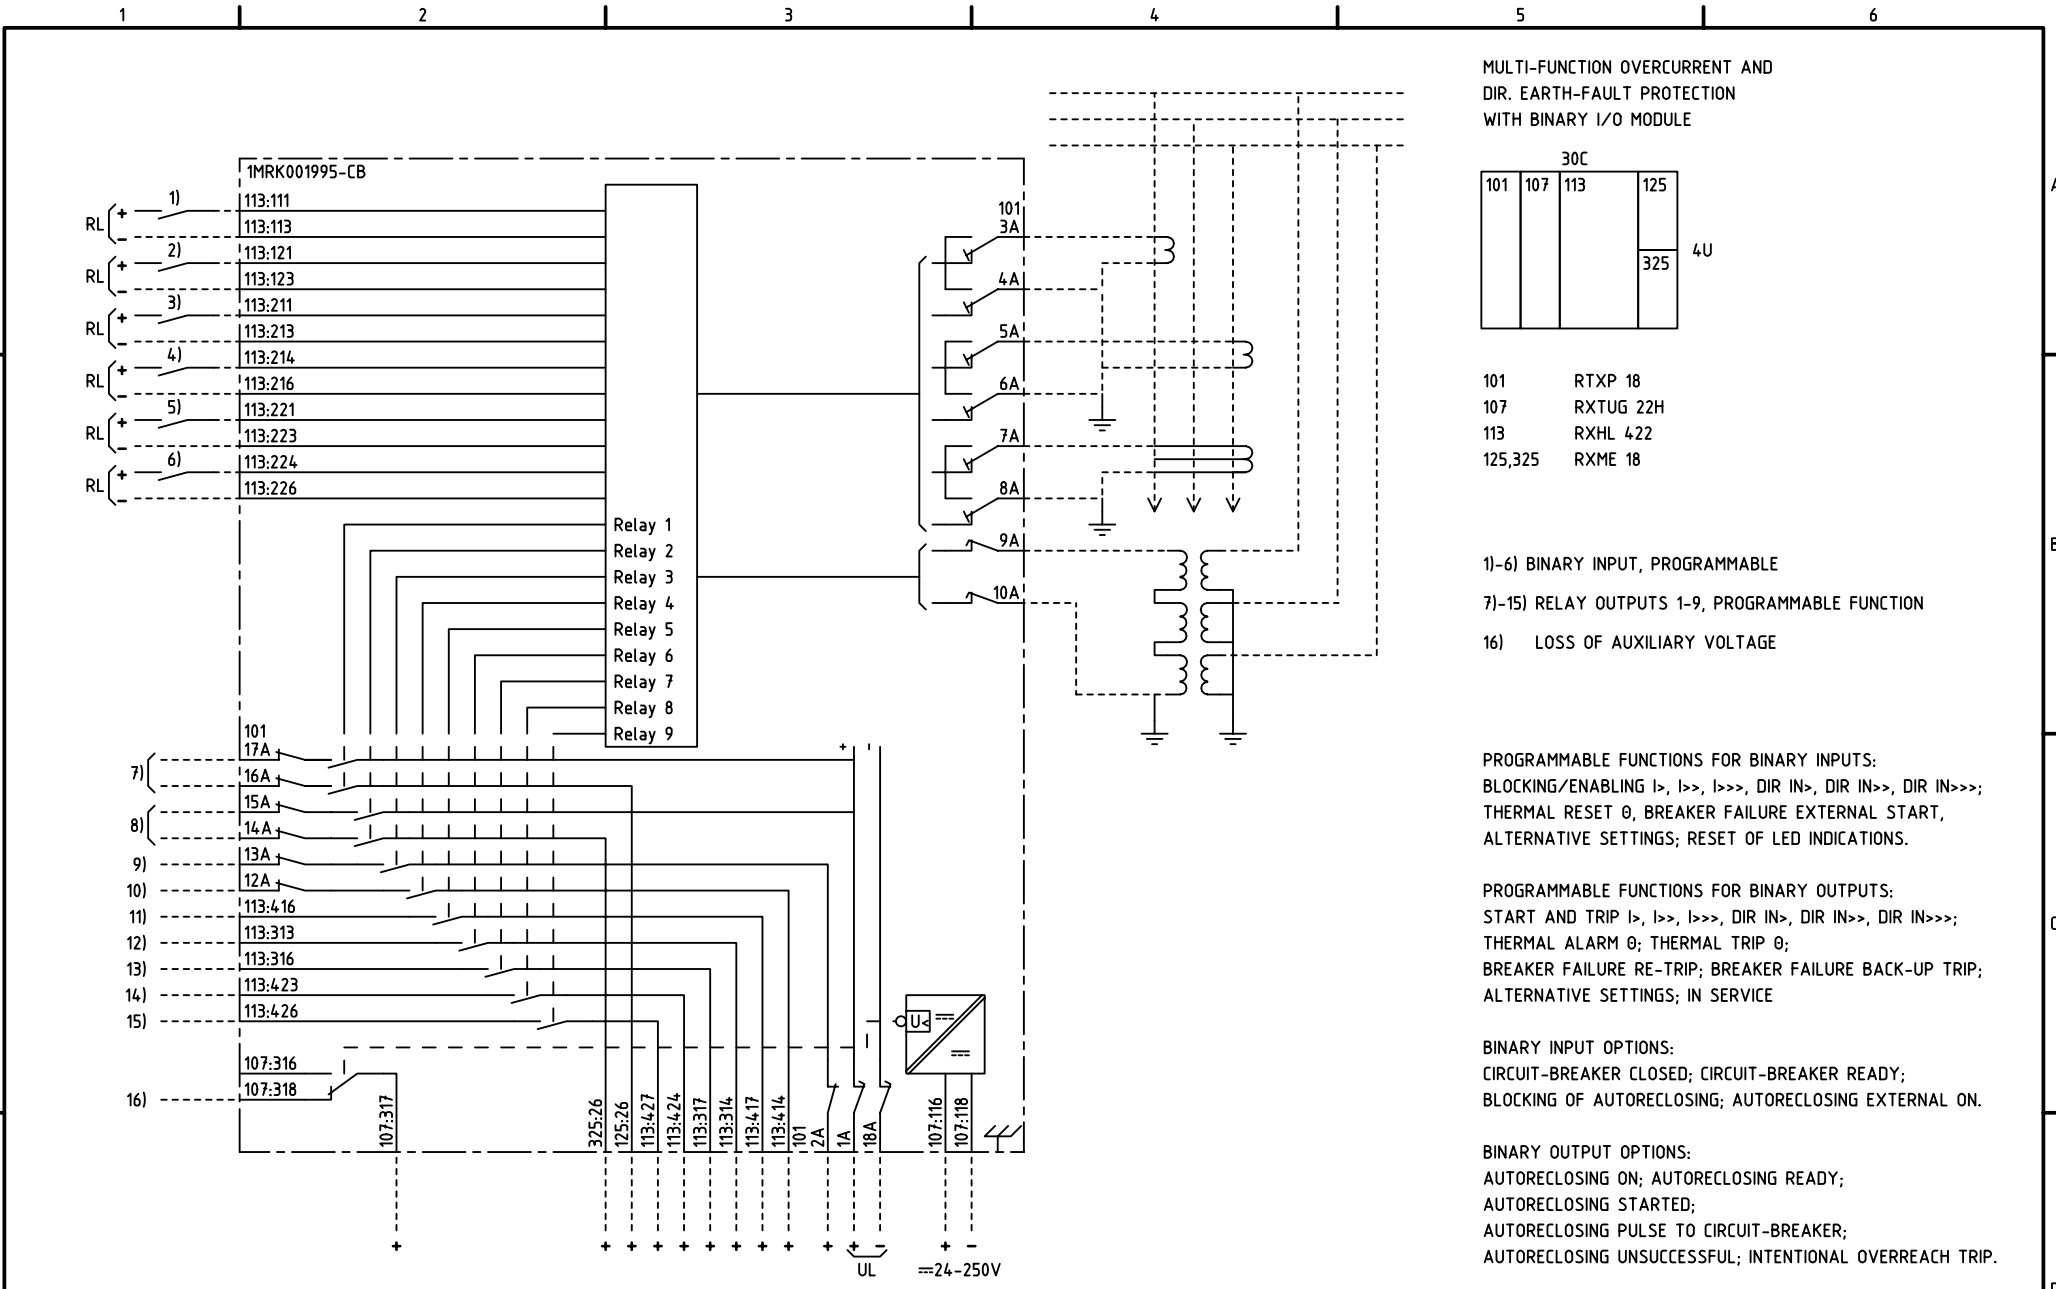 1 2 3 4 5 6
MULTI-FUNCTION OVERCURRENT AND
DIR. EARTH-FAULT PROTECTION
WITH BINARY I/O MODULE
30C
101 107 113 125
325
4U
101 RTXP 18
107 RXTUG 22H
113 RXHL 422
125,325 RXME 18
1)-6) BINARY INPUT, PROGRAMMABLE
7)-15) RELAY OUTPUTS 1-9, PROGRAMMABLE FUNCTION
16) LOSS OF AUXILIARY VOLTAGE
PROGRAMMABLE FUNCTIONS FOR BINARY INPUTS:
BLOCKING/ENABLING I>, I>>, I>>>, DIR IN>, DIR IN>>, DIR IN>>>;
THERMAL RESET θ, BREAKER FAILURE EXTERNAL START,
ALTERNATIVE SETTINGS; RESET OF LED INDICATIONS.
PROGRAMMABLE FUNCTIONS FOR BINARY OUTPUTS:
START AND TRIP I>, I>>, I>>>, DIR IN>, DIR IN>>, DIR IN>>>;
THERMAL ALARM θ; THERMAL TRIP θ;
BREAKER FAILURE RE-TRIP; BREAKER FAILURE BACK-UP TRIP;
ALTERNATIVE SETTINGS; IN SERVICE
BINARY INPUT OPTIONS:
CIRCUIT-BREAKER CLOSED; CIRCUIT-BREAKER READY;
BLOCKING OF AUTORECLOSING; AUTORECLOSING EXTERNAL ON.
BINARY OUTPUT OPTIONS:
AUTORECLOSING ON; AUTORECLOSING READY;
AUTORECLOSING STARTED;
AUTORECLOSING PULSE TO CIRCUIT-BREAKER;
AUTORECLOSING UNSUCCESSFUL; INTENTIONAL OVERREACH TRIP.
1MRK001995-CB
RL + 1) 113:111
- 113:113
RL + 2) 113:121
- 113:123
RL + 3) 113:211
- 113:213
RL + 4) 113:214
- 113:216
RL + 5) 113:221
- 113:223
RL + 6) 113:224
- 113:226
Relay 1
Relay 2
Relay 3
Relay 4
Relay 5
Relay 6
Relay 7
Relay 8
Relay 9
101
3A
4A
5A
6A
7A
8A
9A
10A
101
7) 17A
16A
8) 15A
14A
9) 13A
10) 12A
11) 113:416
12) 113:313
13) 113:316
14) 113:423
15) 113:426
107:316
16) 107:318
+ -
U<
107:317
325:26
125:26
113:427
113:424
113:317
113:314
113:417
113:414
101
2A
1A
18A
107:116
107:118
+ + + + + + + + + + + - + -
UL ⎓24-250V